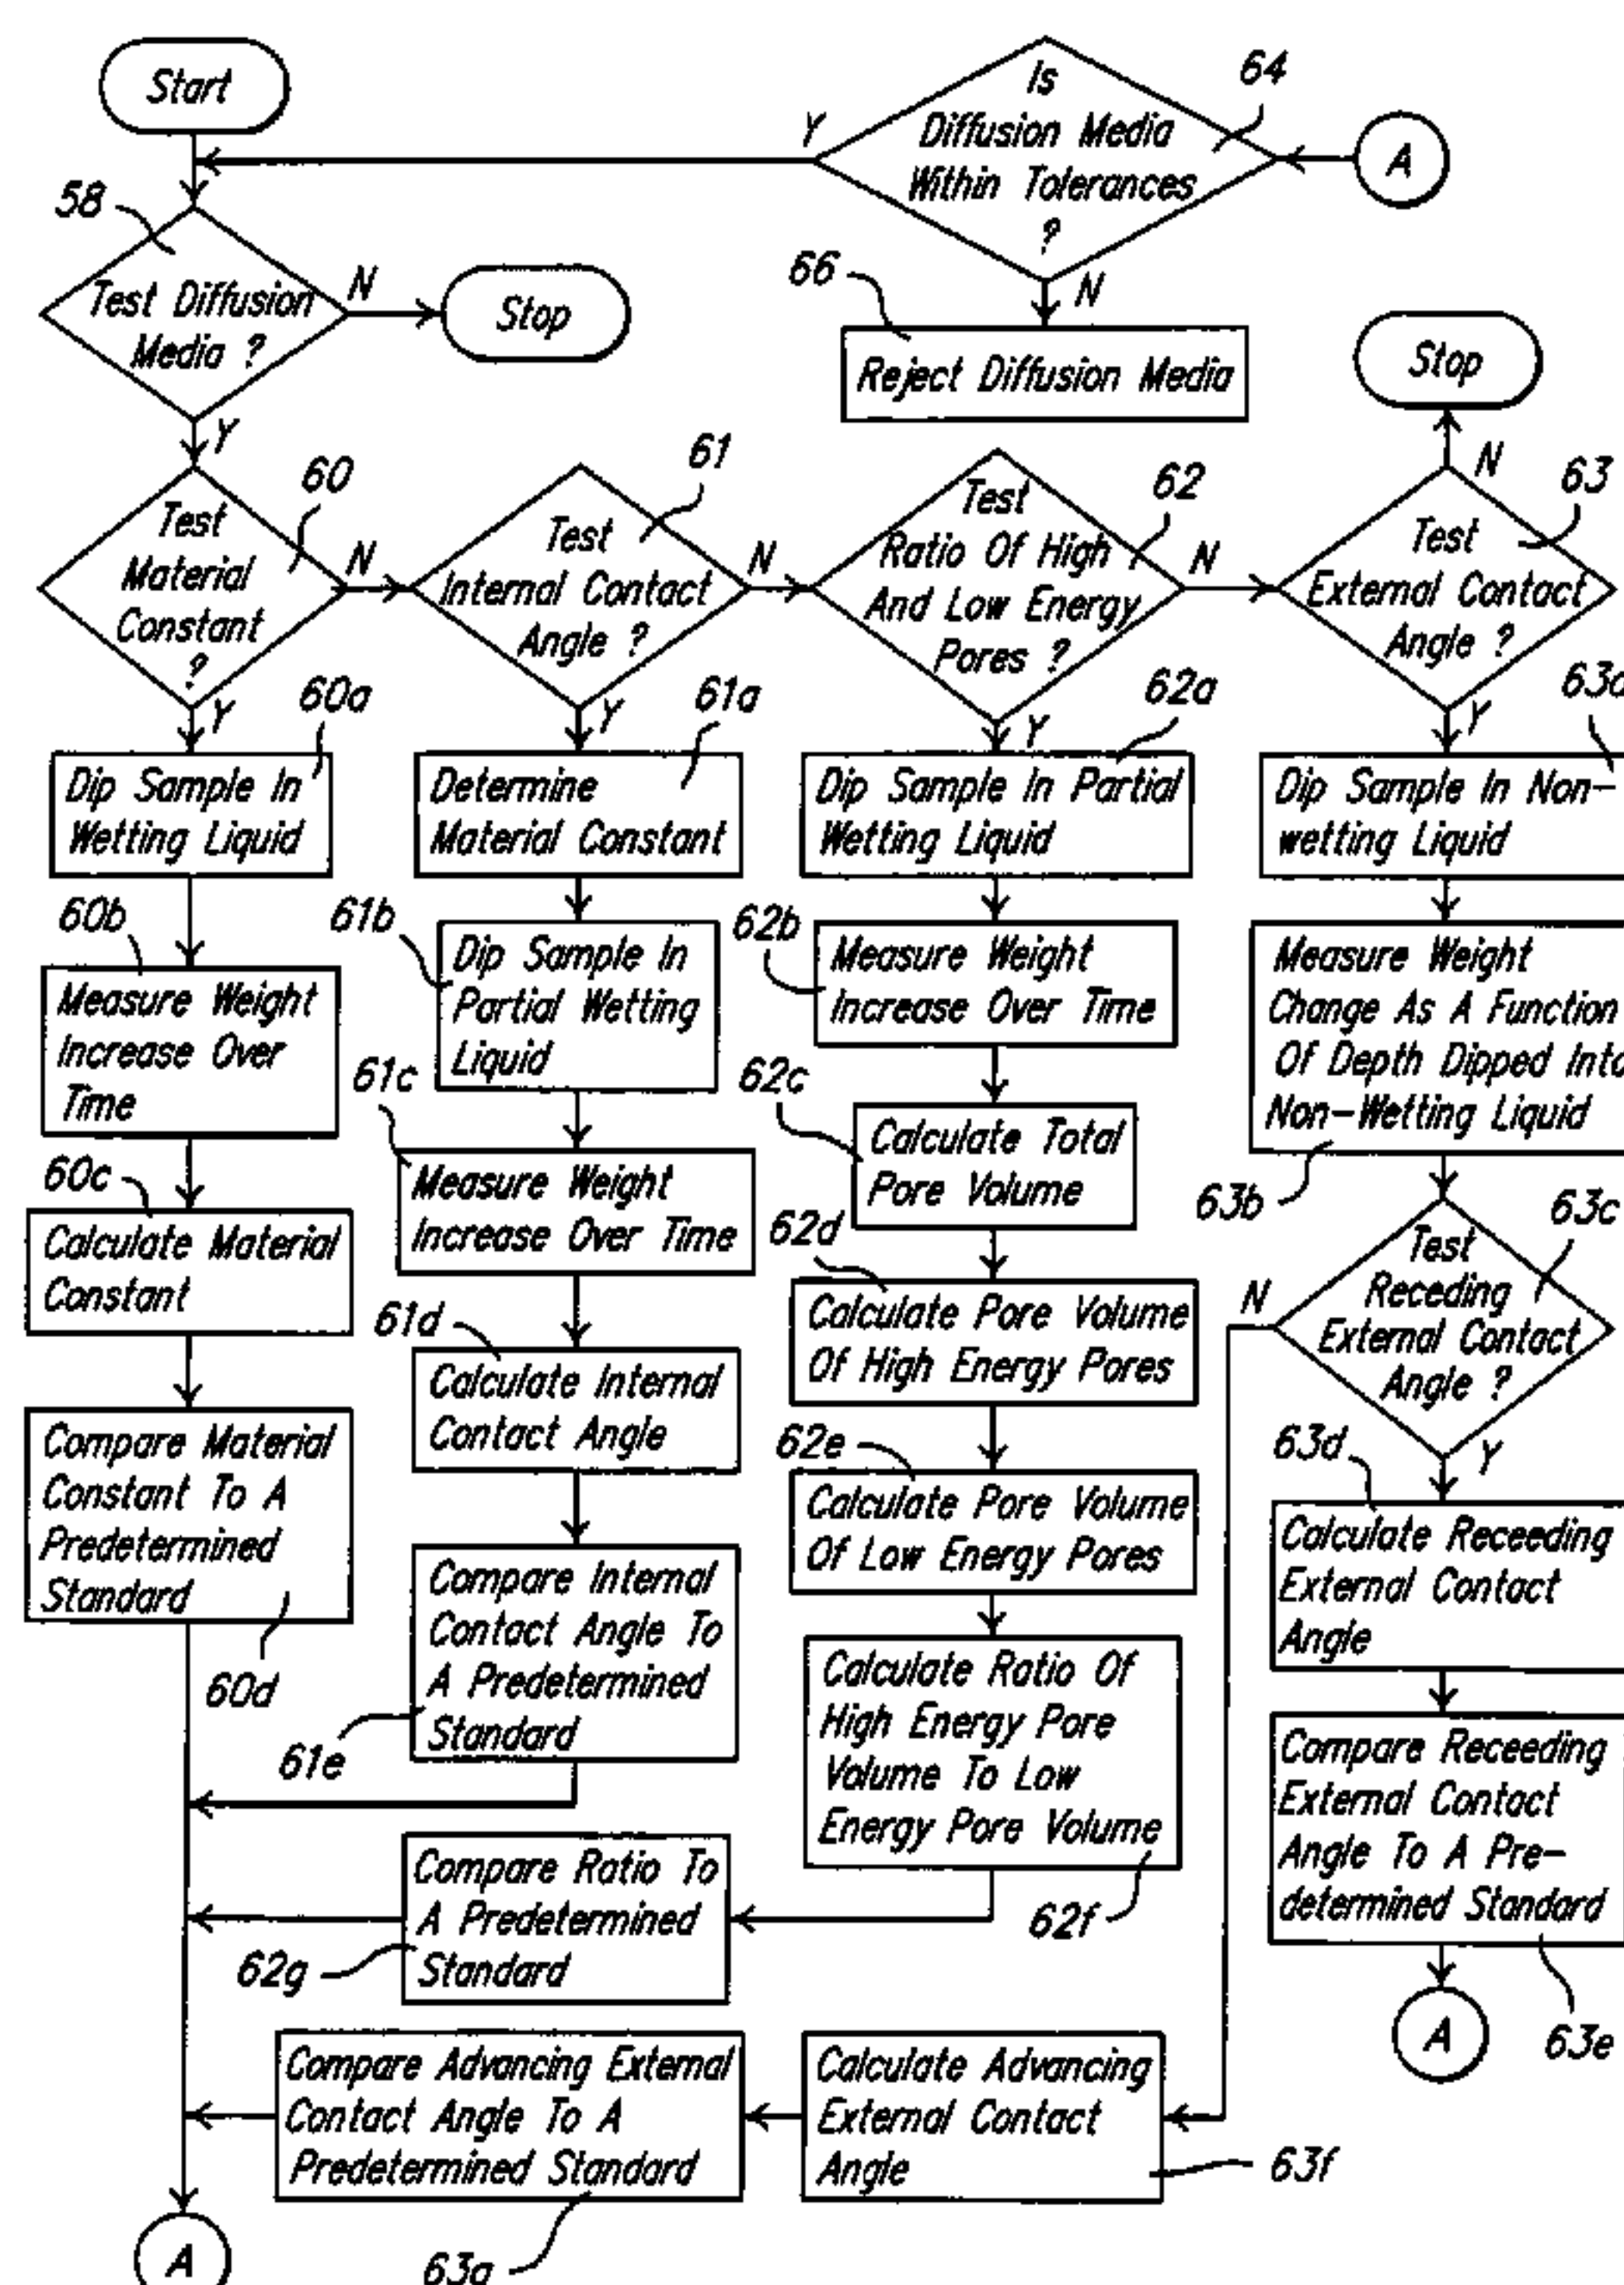 Start
58
Test Diffusion
Media ?
N
Stop
Y
Is
Diffusion Media
Within Tolerances
?
64
A
Y
N
66
Reject Diffusion Media
Stop
N
60
Test
Material
Constant
?
N
Y
61
Test
Internal Contact
Angle ?
N
Y
62
Test
Ratio Of High
And Low Energy
Pores ?
N
Y
63
Test
External Contact
Angle ?
Y
60a
Dip Sample In
Wetting Liquid
60b
Measure Weight
Increase Over
Time
60c
Calculate Material
Constant
Compare Material
Constant To A
Predetermined
Standard
60d
61a
Determine
Material Constant
61b
Dip Sample In
Partial Wetting
Liquid
61c
Measure Weight
Increase Over Time
61d
Calculate Internal
Contact Angle
Compare Internal
Contact Angle To
A Predetermined
Standard
61e
62a
Dip Sample In Partial
Wetting Liquid
62b
Measure Weight
Increase Over Time
62c
Calculate Total
Pore Volume
62d
Calculate Pore Volume
Of High Energy Pores
62e
Calculate Pore Volume
Of Low Energy Pores
Calculate Ratio Of
High Energy Pore
Volume To Low
Energy Pore Volume
62f
Compare Ratio To
A Predetermined
Standard
62g
63a
Dip Sample In Non-
wetting Liquid
Measure Weight
Change As A Function
Of Depth Dipped Into
Non-Wetting Liquid
63b
63c
Test
Receding
External Contact
Angle ?
N
Y
63d
Calculate Receeding
External Contact
Angle
Compare Receeding
External Contact
Angle To A Pre-
determined Standard
63e
A
Calculate Advancing
External Contact
Angle
63f
Compare Advancing External
Contact Angle To A
Predetermined Standard
63g
A